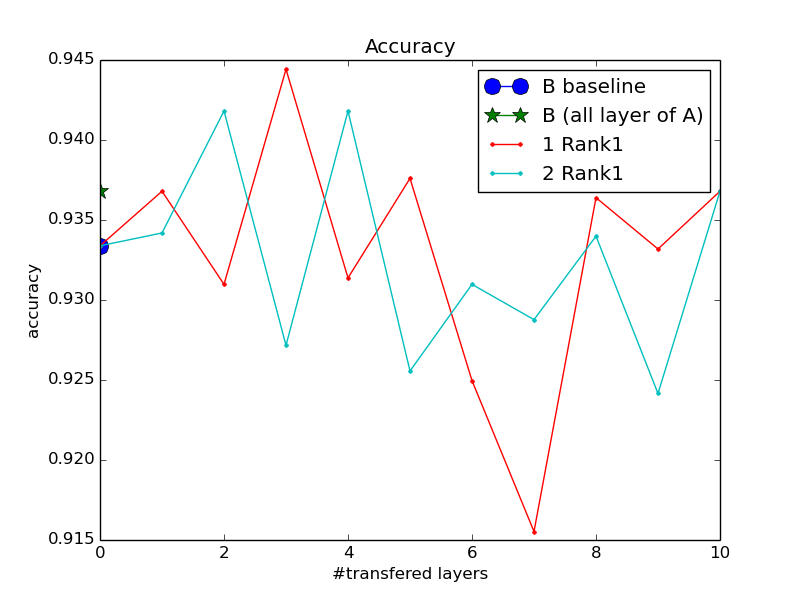 Accuracy
0.945
0.940
0.935
0.930
0.925
0.920
0.915
accuracy
B baseline
B (all layer of A)
1 Rank1
2 Rank1
0
2
4
6
8
10
#transfered layers